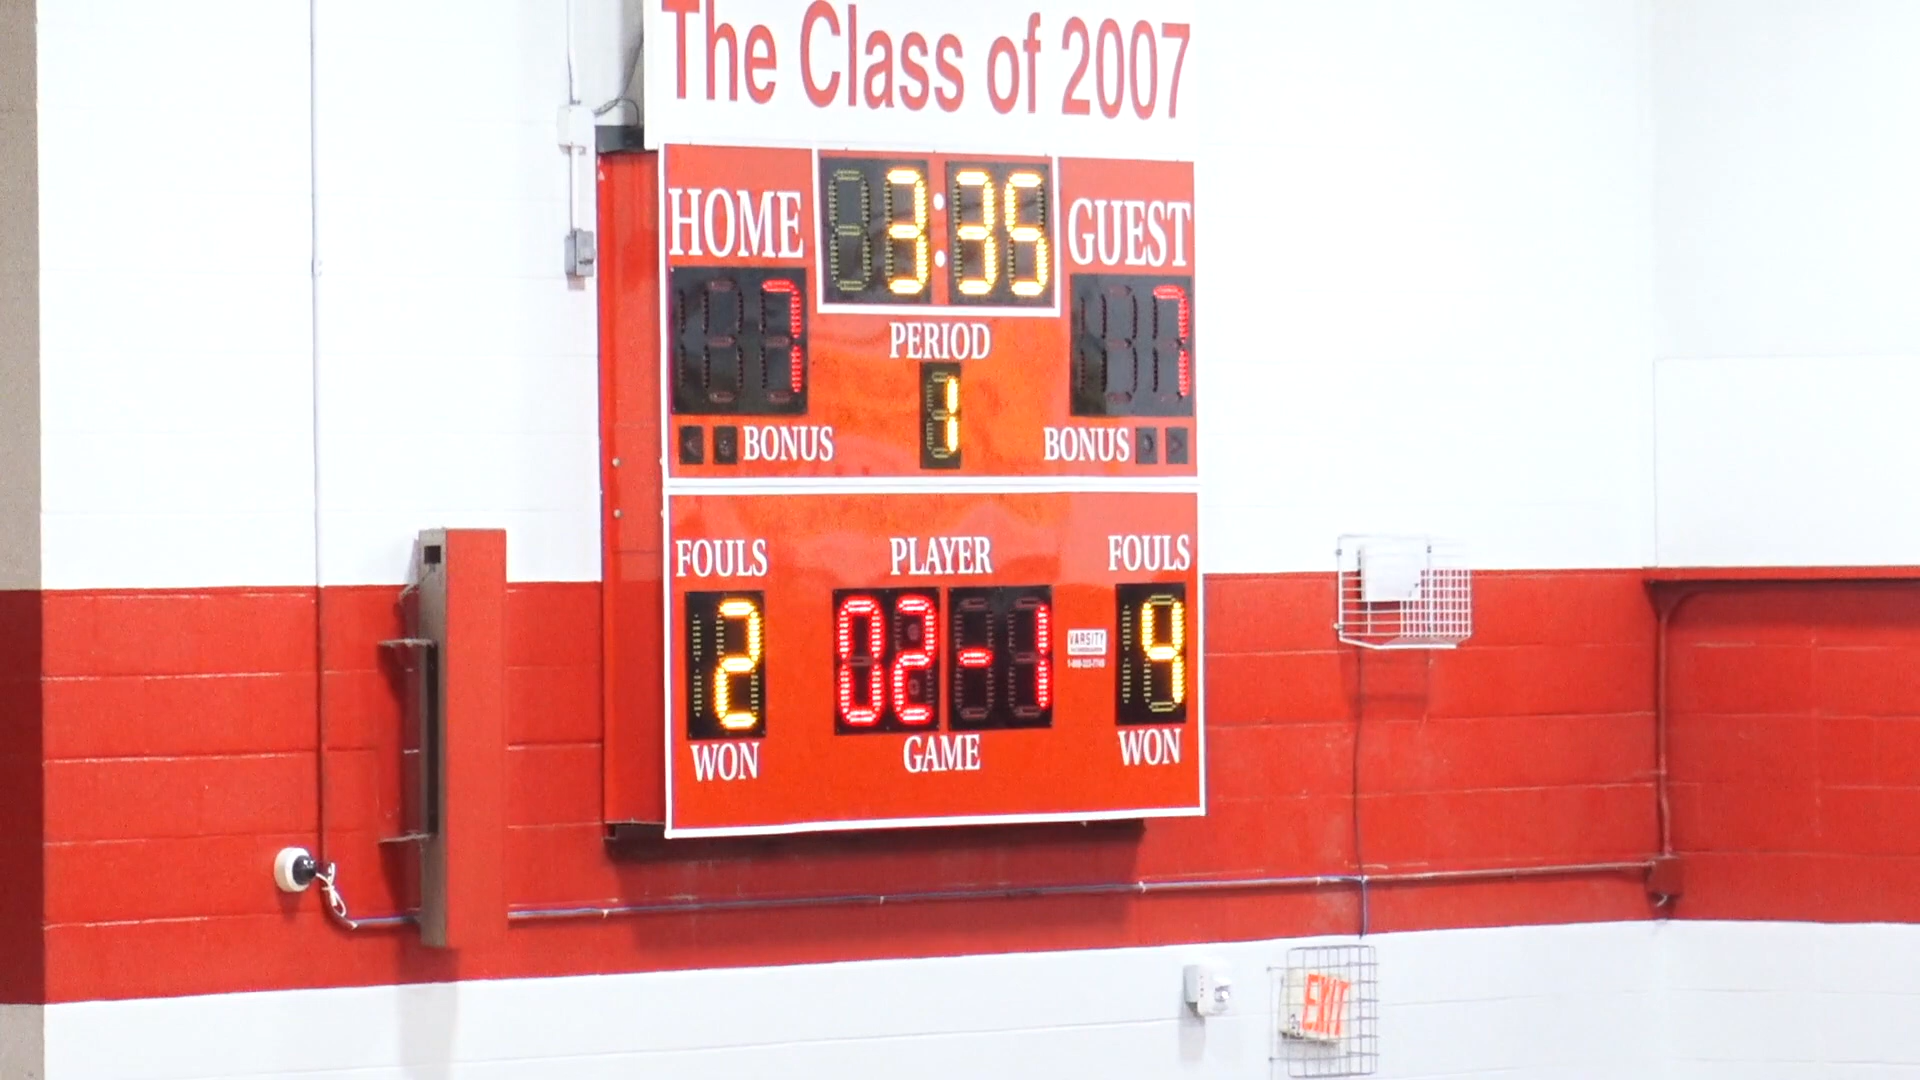 The Class of 2007
HOME 3:35 GUEST
7 7
PERIOD
1
BONUS BONUS
FOULS PLAYER FOULS
2 02-1 9
VARSITY
WON GAME WON
EXIT